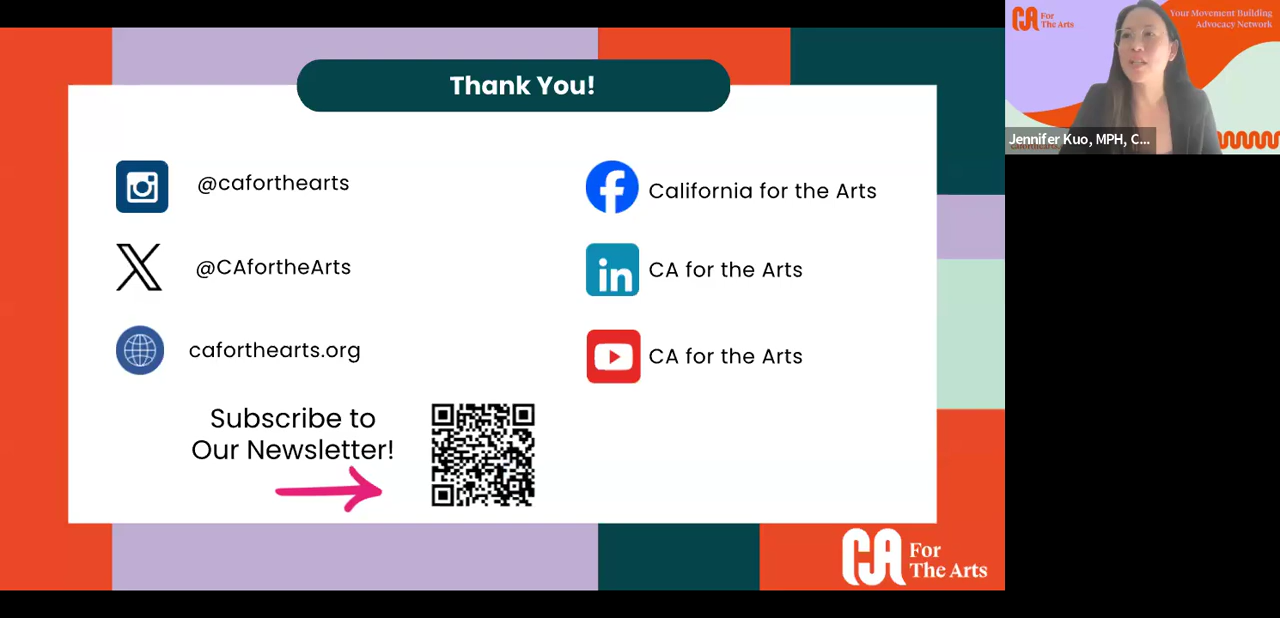 Thank You!
@caforthearts
California for the Arts
@CAfortheArts
CA for the Arts
caforthearts.org
CA for the Arts
Subscribe to
Our Newsletter!
CA For
The Arts
CA For
The Arts
Your Movement Building
Advocacy Network
Jennifer Kuo, MPH, C...